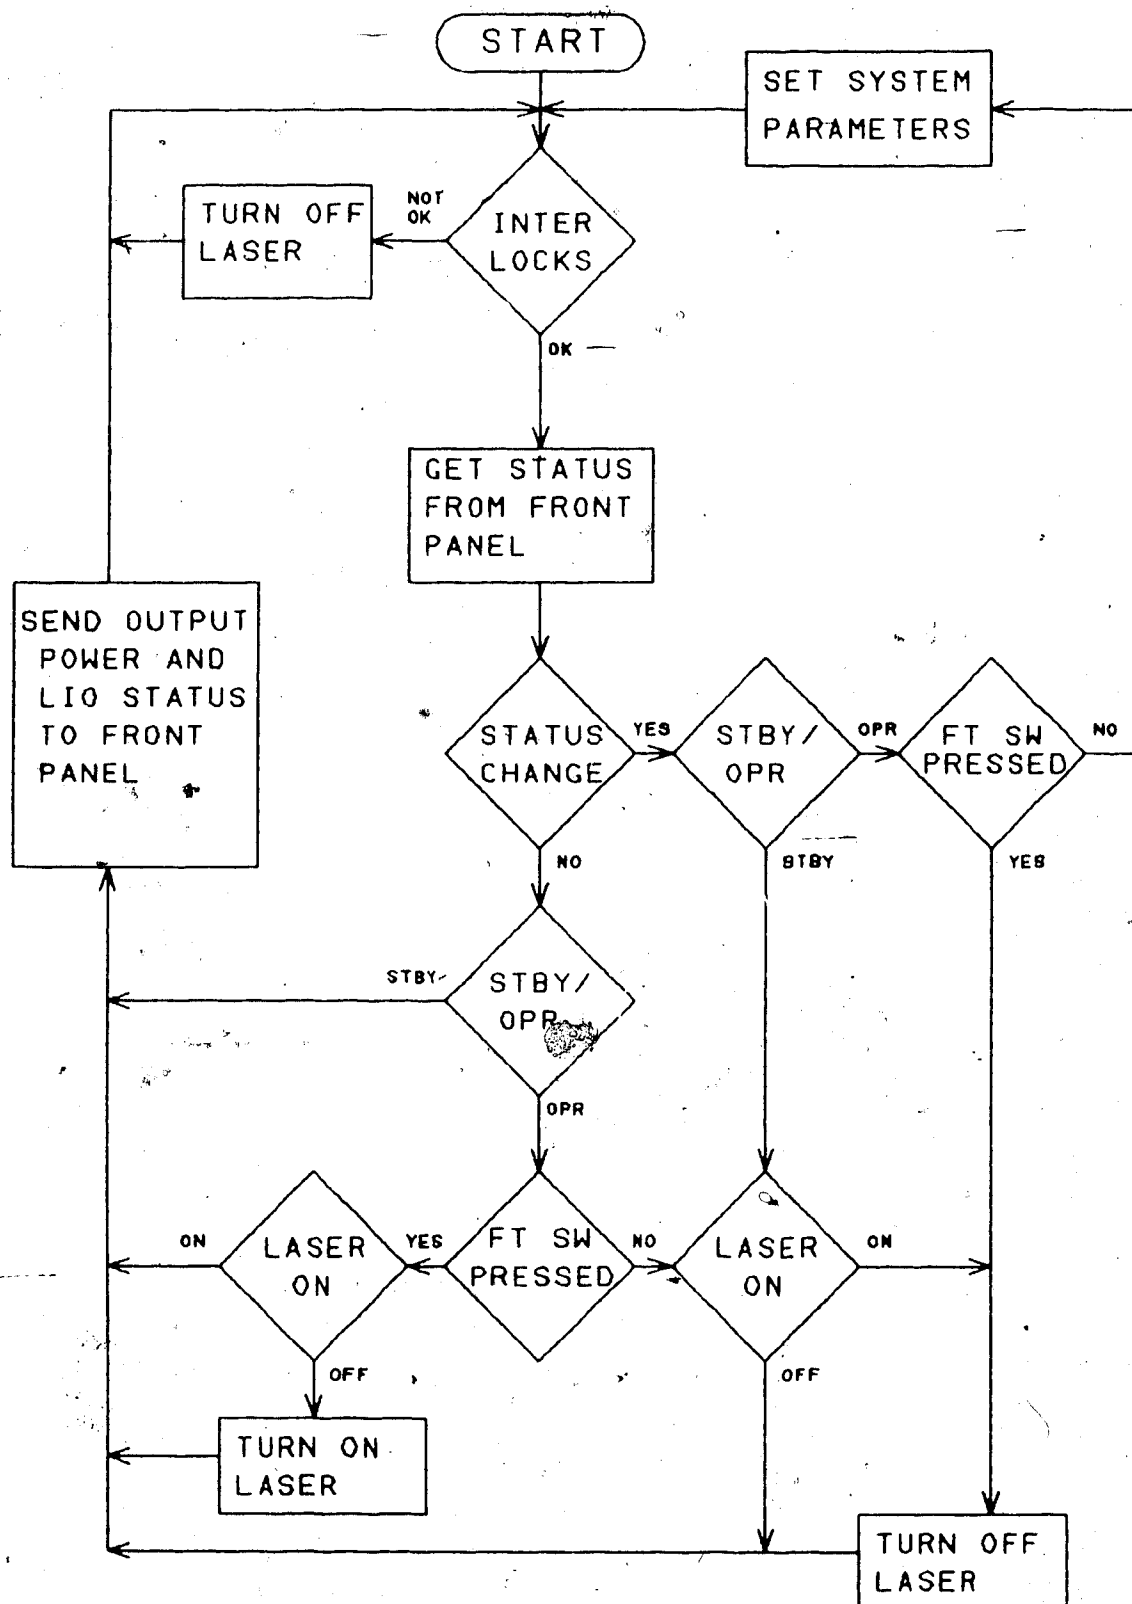 START
SET SYSTEM
PARAMETERS
NOT
OK
TURN OFF
LASER
INTER
LOCKS
OK
GET STATUS
FROM FRONT
PANEL
SEND OUTPUT
POWER AND
LIO STATUS
TO FRONT
PANEL
STATUS
CHANGE
YES
STBY/
OPR
OPR
FT SW
PRESSED
NO
NO
STBY
YES
STBY
STBY/
OPR
OPR
ON
LASER
ON
YES
FT SW
PRESSED
NO
LASER
ON
ON
OFF
OFF
TURN ON
LASER
TURN OFF
LASER